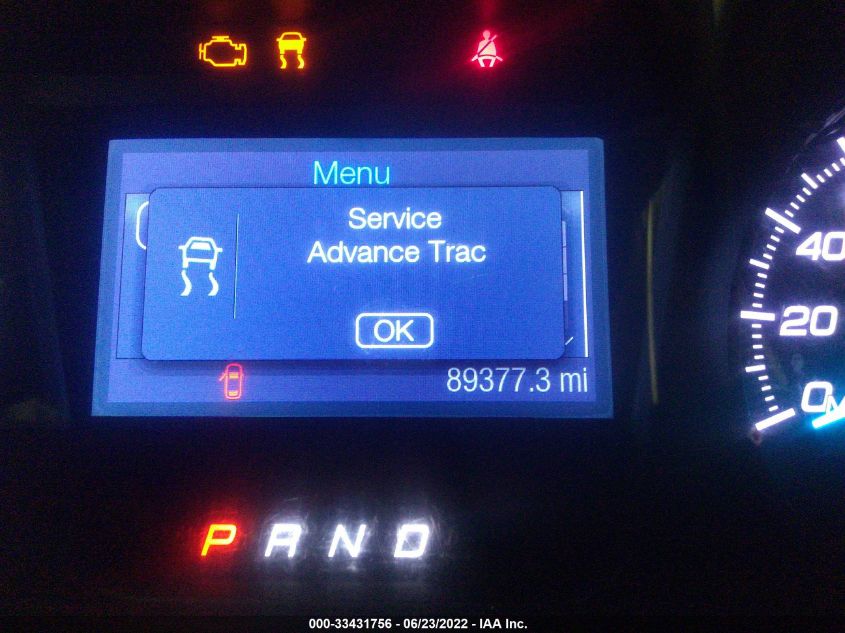 Menu
Service
Advance Trac
OK
89377.3 mi
40
20
0
P R N D
000-33431756 - 06/23/2022 - IAA Inc.